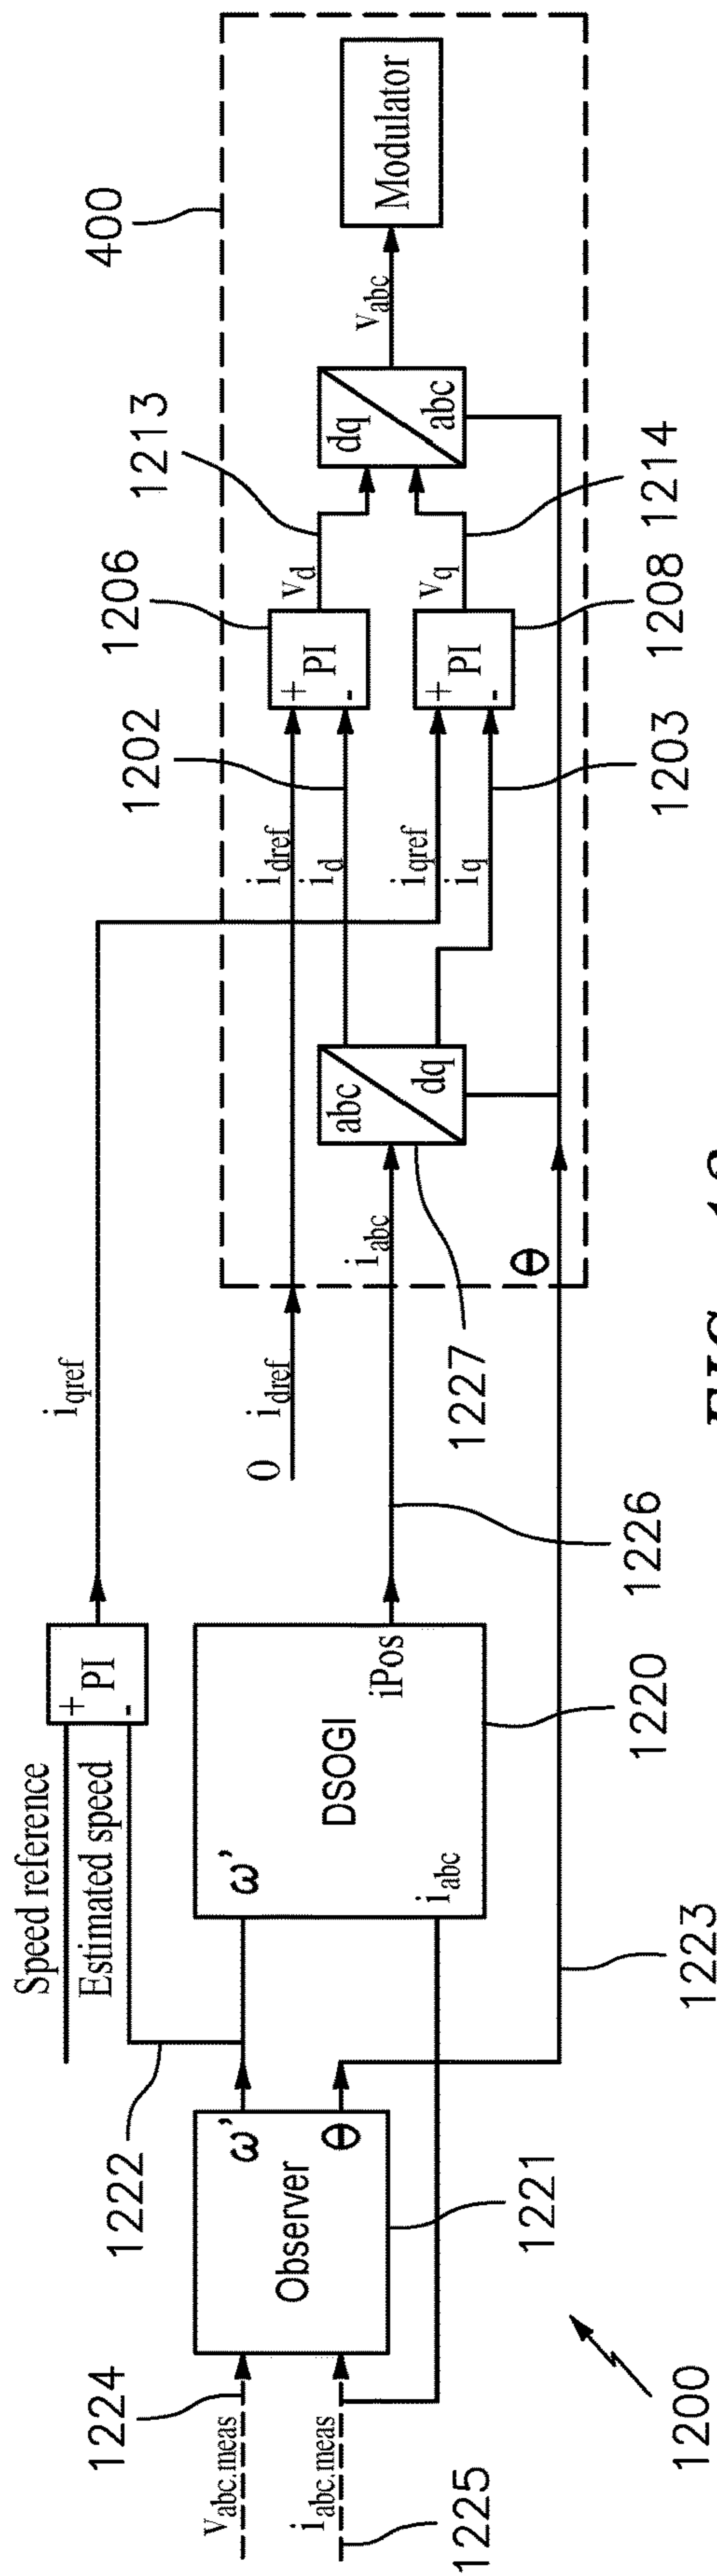 400
1213
1206
1202
Modulator
v_abc
dq
abc
v_d
v_q
+
PI
-
+
PI
-
1214
1208
1203
i_dref
i_d
i_qref
i_q
abc
dq
i_abc
θ
1227
i_qref
0 i_dref
1226
+
PI
-
Speed reference
Estimated speed
ω'
DSOGI
iPos
i_abc
1220
1223
1222
ω'
θ
Observer
1221
1224
v_abc.meas
i_abc.meas
1225
1200